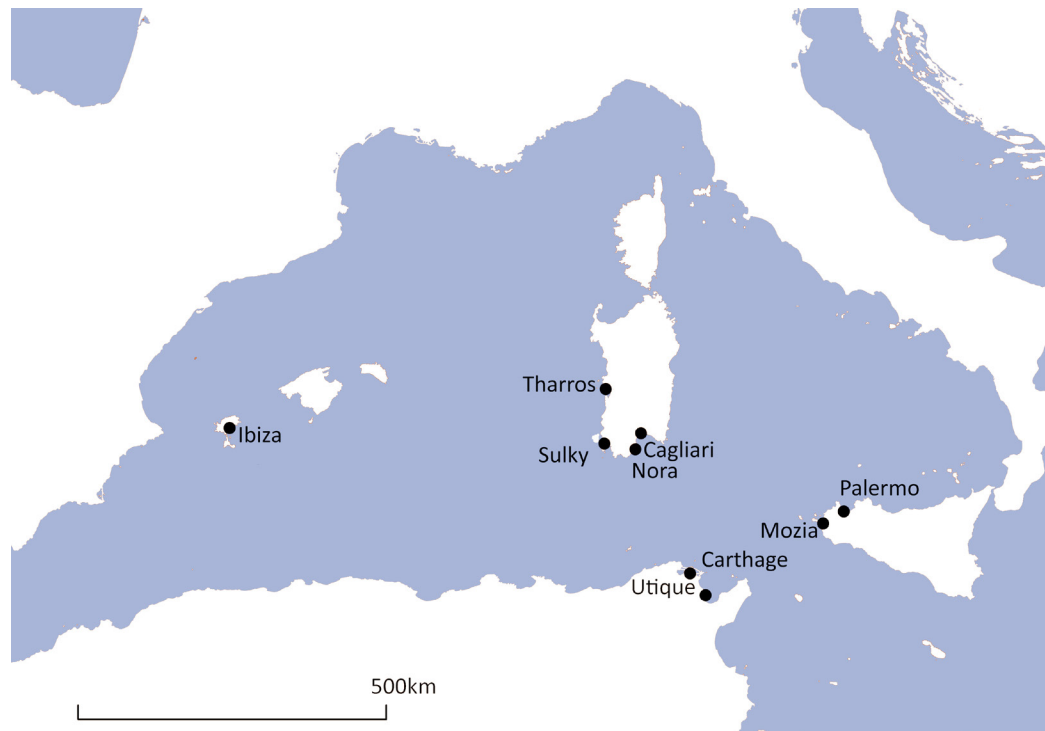 Tharros
Ibiza
Cagliari
Sulky
Nora
Palermo
Mozia
Carthage
Utique
500km